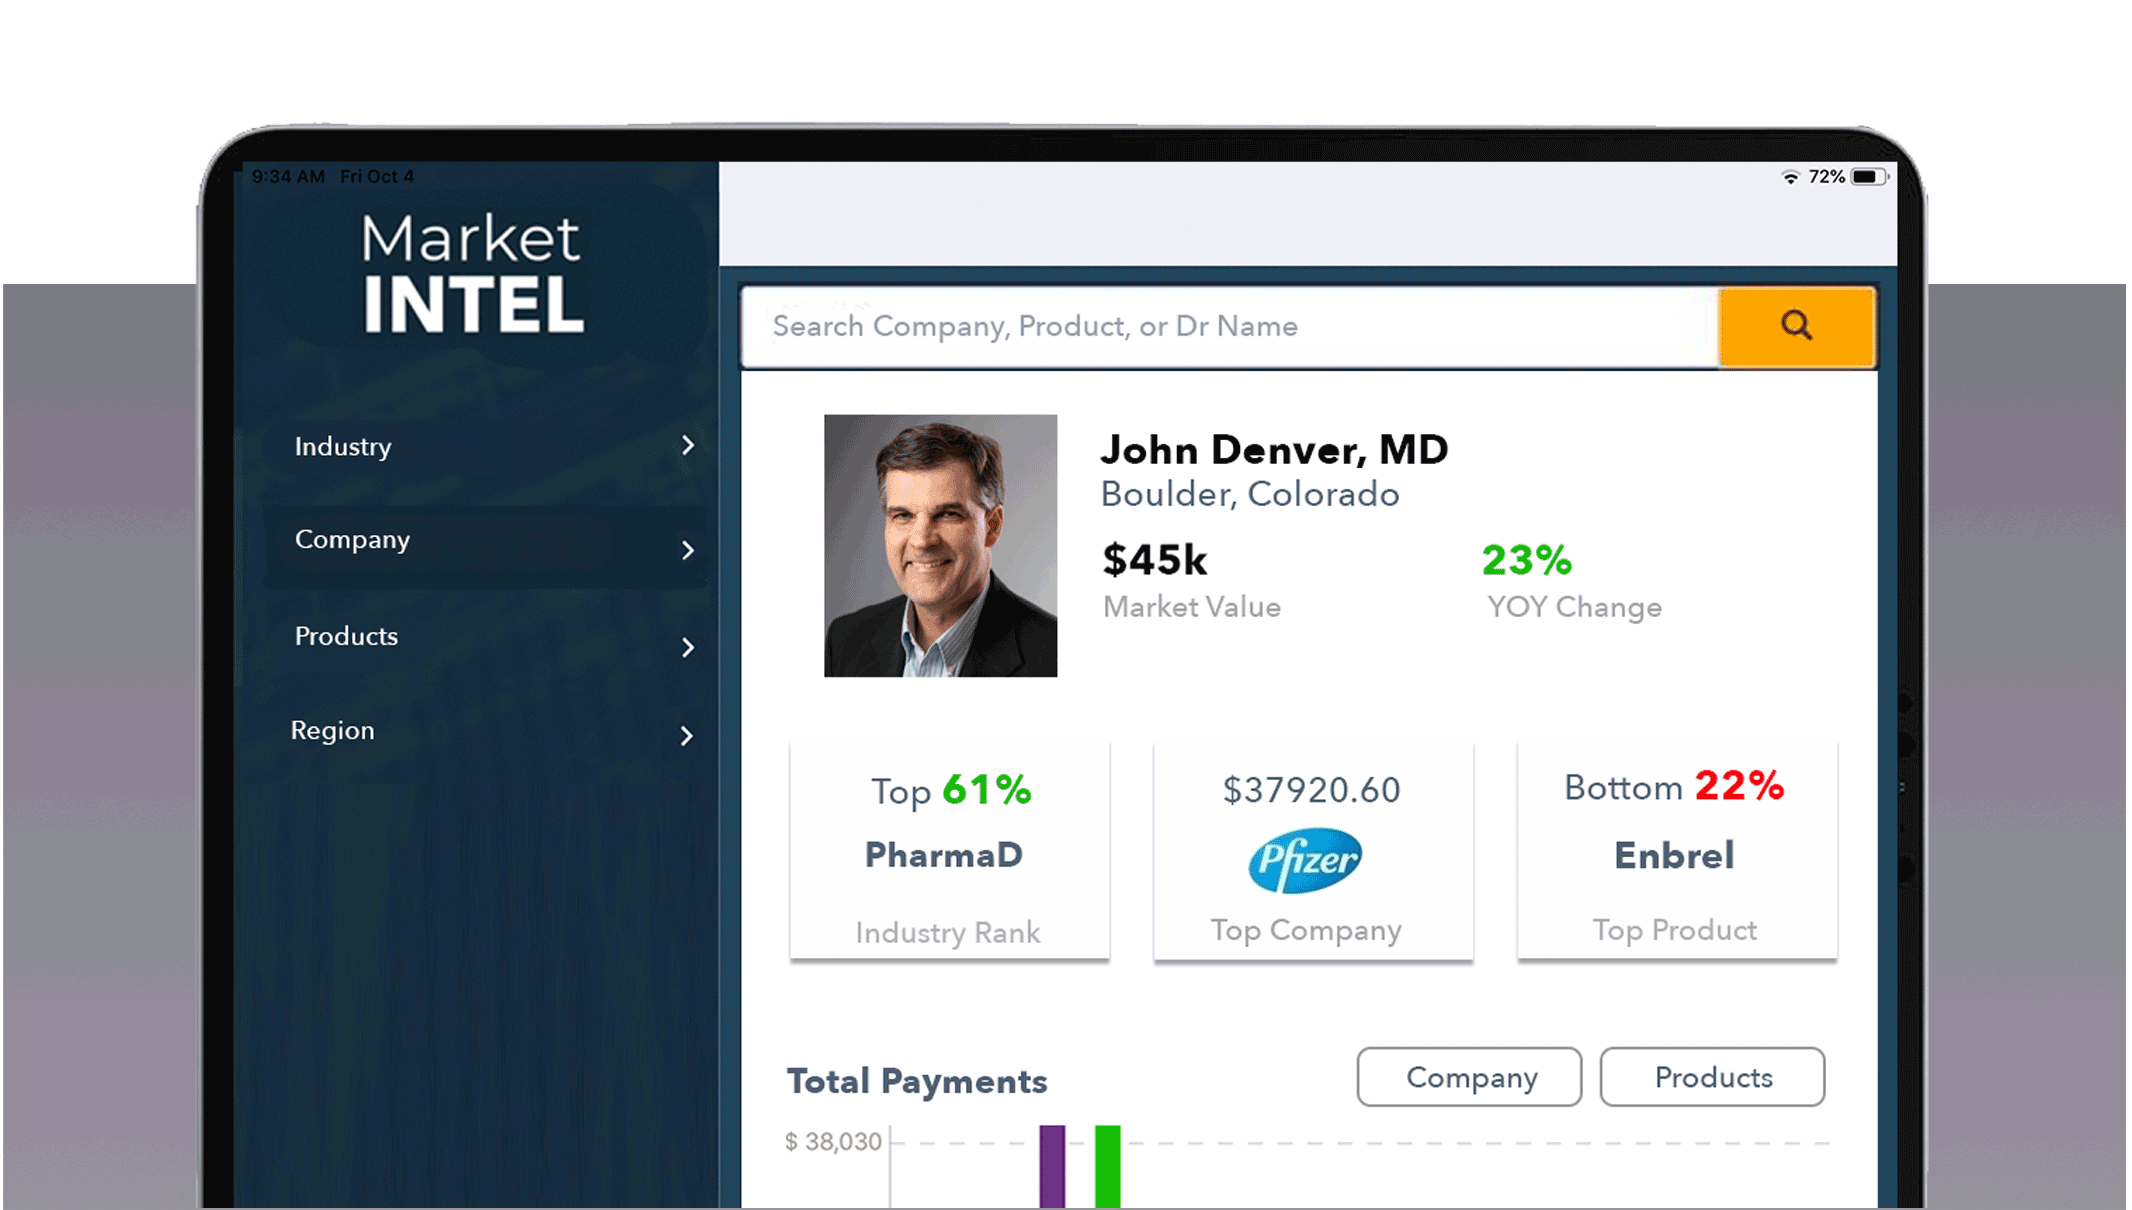 9:34 AM Fri Oct 4
72%
Market
INTEL
Search Company, Product, or Dr Name
Industry
Company
Products
Region
John Denver, MD
Boulder, Colorado
$45k
Market Value
23%
YOY Change
Top 61%
PharmaD
Industry Rank
$37920.60
Pfizer
Top Company
Bottom 22%
Enbrel
Top Product
Total Payments
Company
Products
$ 38,030